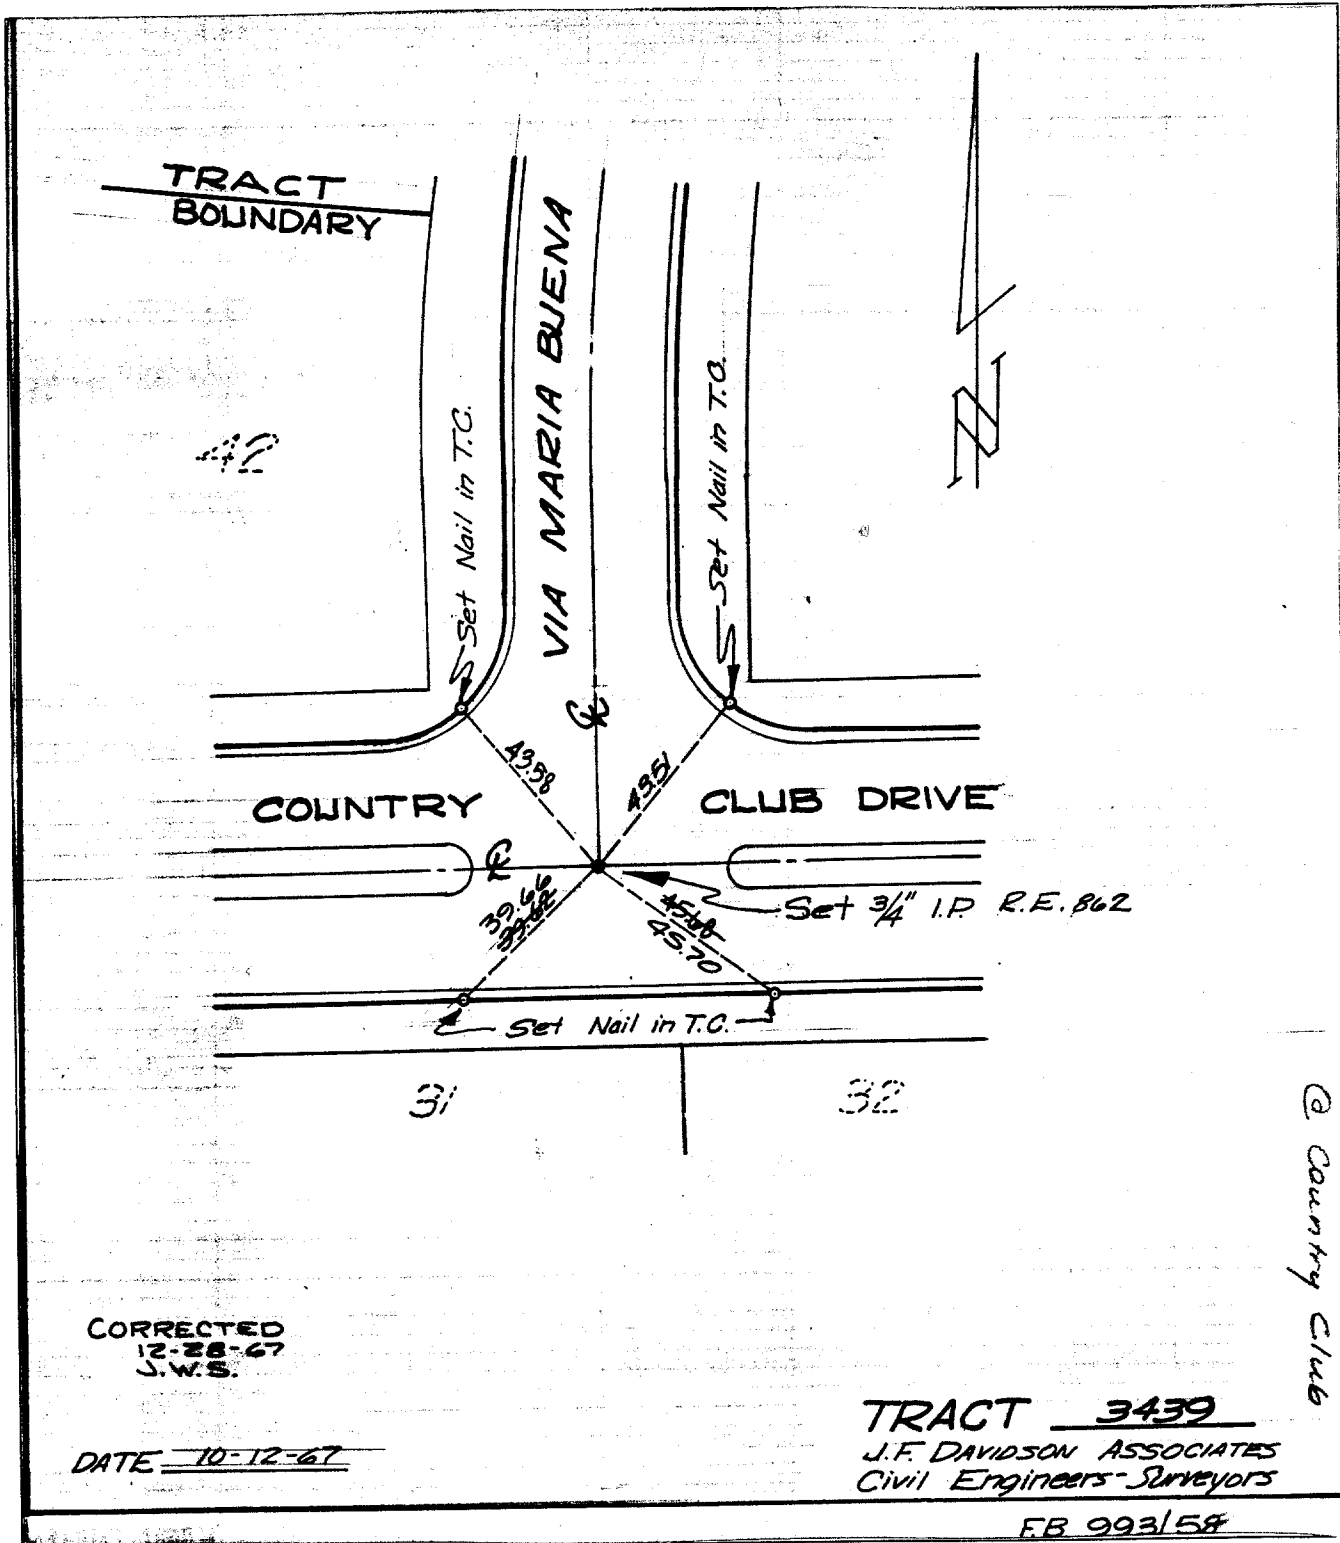 TRACT
BOUNDARY
VIA MARIA BUENA
Set Nail in T.C.
Set Nail in T.C.
42
N
43.58
43.51
COUNTRY
CLUB DRIVE
39.66
39.62
45.70
Set 3/4" I.P. R.E. 862
Set Nail in T.C.
31
32
@ Country Club
CORRECTED
12-28-67
J.W.S.
DATE 10-12-67
TRACT 3439
J.F. DAVIDSON ASSOCIATES
Civil Engineers-Surveyors
F.B. 993/58